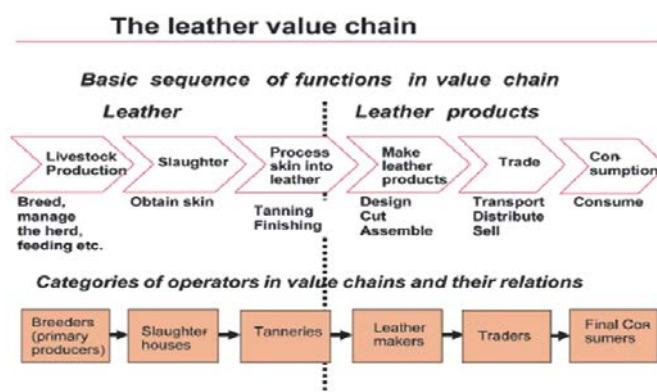 The leather value chain
Basic sequence of functions in value chain
Leather
Leather products
Livestock
Production
Slaughter
Process
skin into
leather
Make
leather
products
Trade
Con-
sumption
Breed,
manage
the herd,
feeding etc.
Obtain skin
Tanning
Finishing
Design
Cut
Assemble
Transport
Distribute
Sell
Consume
Categories of operators in value chains and their relations
Breeders
(primary
producers)
Slaughter
houses
Tanneries
Leather
makers
Traders
Final Con
sumers